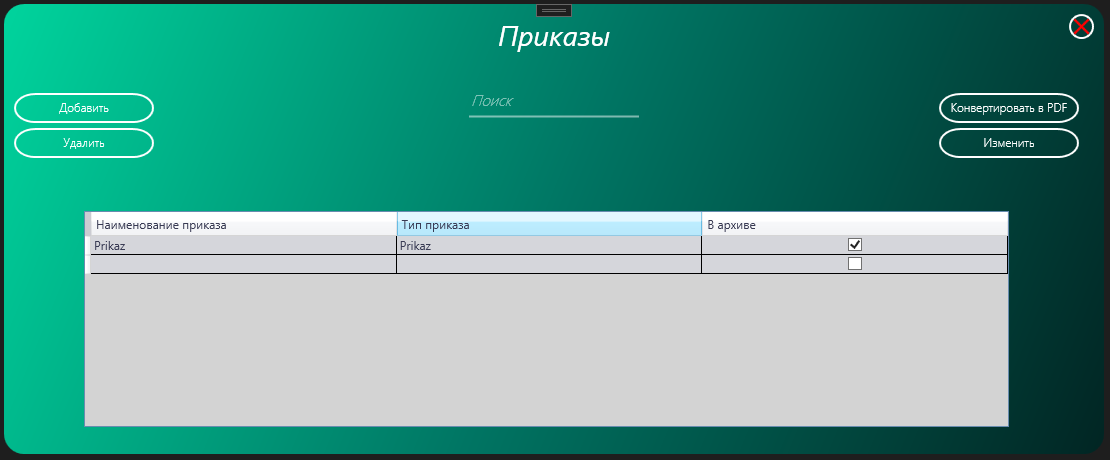 Приказы
Добавить
Поиск
Конвертировать в PDF
Удалить
Изменить
Наименование приказа Тип приказа В архиве
Prikaz Prikaz